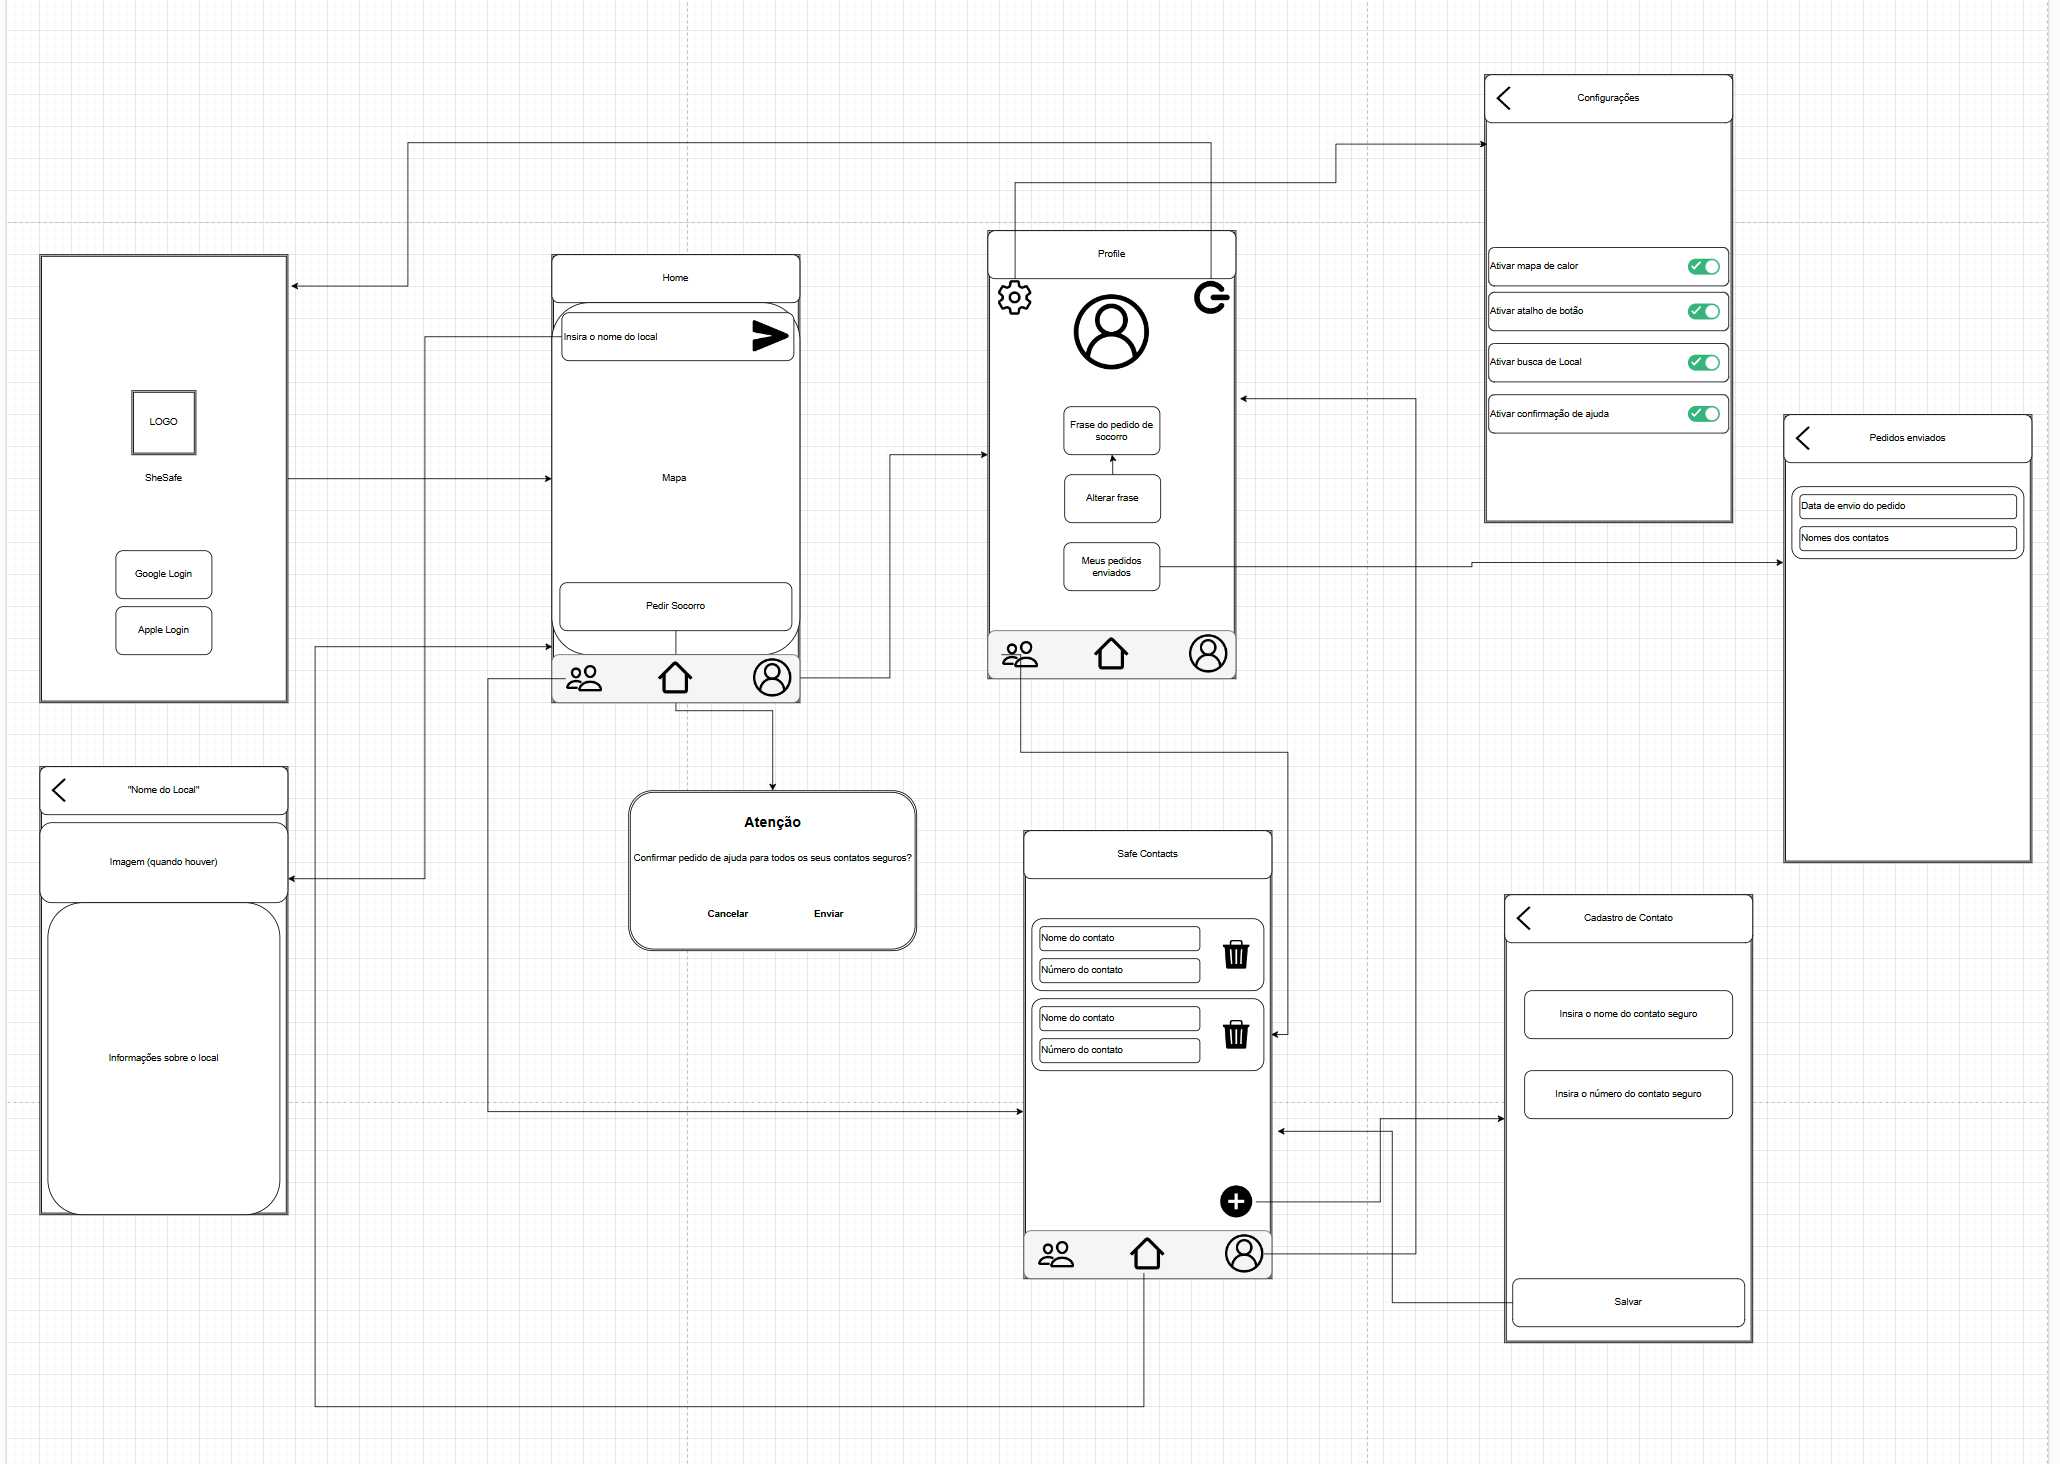 LOGO
SheSafe
Google Login
Apple Login
Home
Insira o nome do local
Mapa
Pedir Socorro
Profile
Frase do pedido de
socorro
Alterar frase
Meus pedidos
enviados
Configurações
Ativar mapa de calor
Ativar atalho de botão
Ativar busca de Local
Ativar confirmação de ajuda
Pedidos enviados
Data de envio do pedido
Nomes dos contatos
"Nome do Local"
Imagem (quando houver)
Informações sobre o local
Atenção
Confirmar pedido de ajuda para todos os seus contatos seguros?
Cancelar
Enviar
Safe Contacts
Nome do contato
Número do contato
Nome do contato
Número do contato
Cadastro de Contato
Insira o nome do contato seguro
Insira o número do contato seguro
Salvar